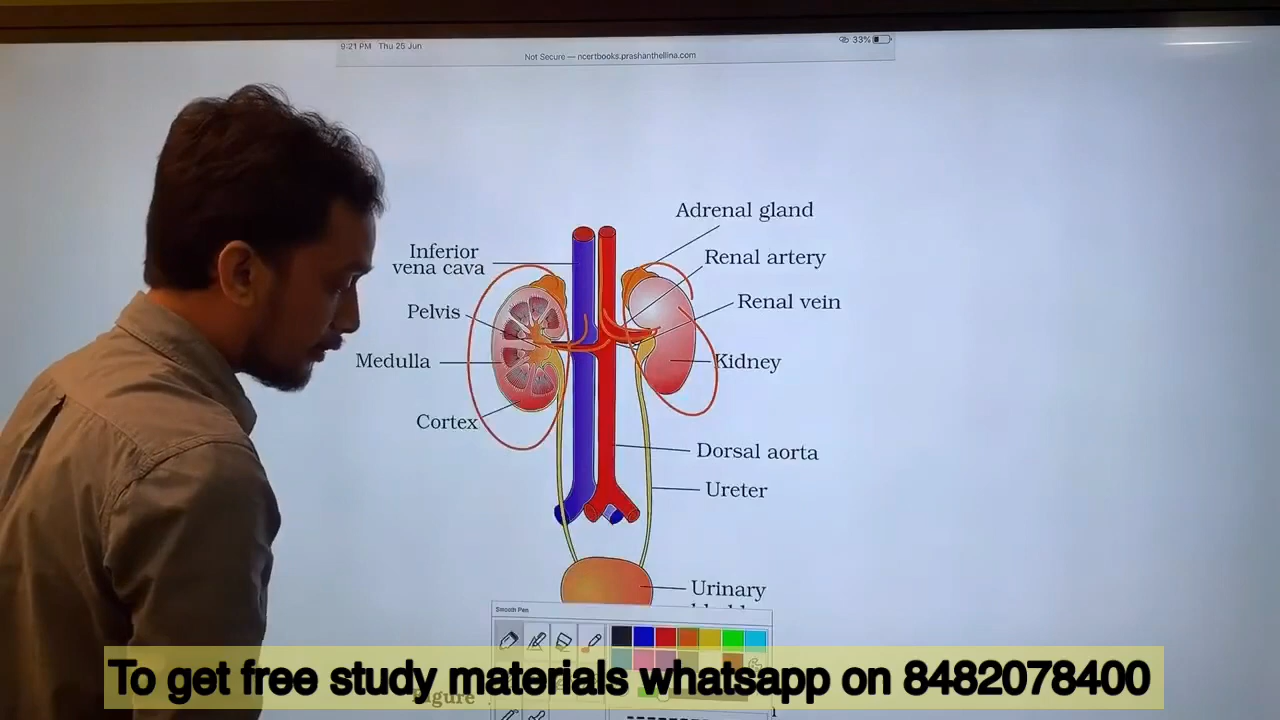 9:21 PM Thu 25 Jun
33%
Not Secure — ncertbooks.prashanthellina.com
Adrenal gland
Inferior
vena cava
Renal artery
Pelvis
Renal vein
Medulla
Kidney
Cortex
Dorsal aorta
Ureter
Urinary
Smooth Pen
To get free study materials whatsapp on 8482078400
Figure